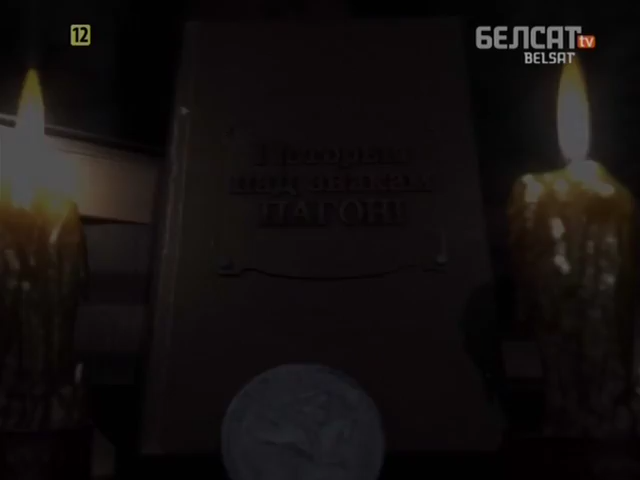 12
БЕЛСАТ tv
BELSAT
Гісторыя
пад знакам
ПАГОНІ